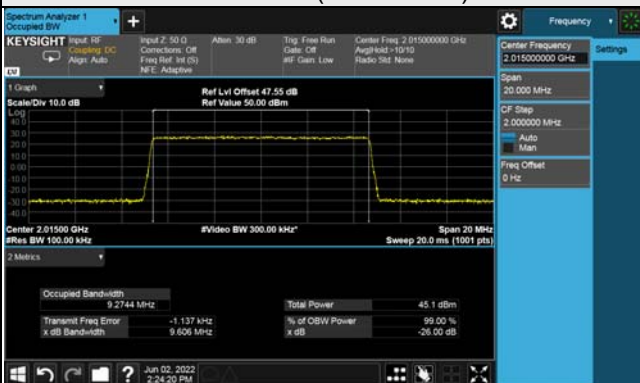 Spectrum Analyzer 1
Occupied BW
Frequency
KEYSIGHT
Input: RF
Coupling: DC
Align: Auto
Input Z: 50 Ω
Corrections: Off
Freq Ref: Int (S)
NFE: Adaptive
Atten: 30 dB
Trig: Free Run
Gate: Off
#IF Gain: Low
Center Freq: 2.015000000 GHz
Avg|Hold:>10/10
Radio Std: None
Center Frequency
2.015000000 GHz
Settings
Span
20.000 MHz
CF Step
2.000000 MHz
Auto
Man
Freq Offset
0 Hz
1 Graph
Scale/Div 10.0 dB
Ref Lvl Offset 47.55 dB
Ref Value 50.00 dBm
Log
40.0
30.0
20.0
10.0
0.00
-10.0
-20.0
-30.0
-40.0
Center 2.01500 GHz
#Res BW 100.00 kHz
#Video BW 300.00 kHz*
Span 20 MHz
Sweep 20.0 ms (1001 pts)
2 Metrics
Occupied Bandwidth
9.2744 MHz
Total Power 45.1 dBm
Transmit Freq Error -1.137 kHz
% of OBW Power 99.00 %
x dB Bandwidth 9.606 MHz
x dB -26.00 dB
?
Jun 02, 2022
2:24:20 PM